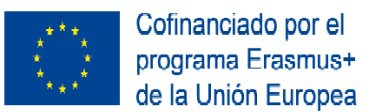 Cofinanciado por el
programa Erasmus+
de la Unión Europea